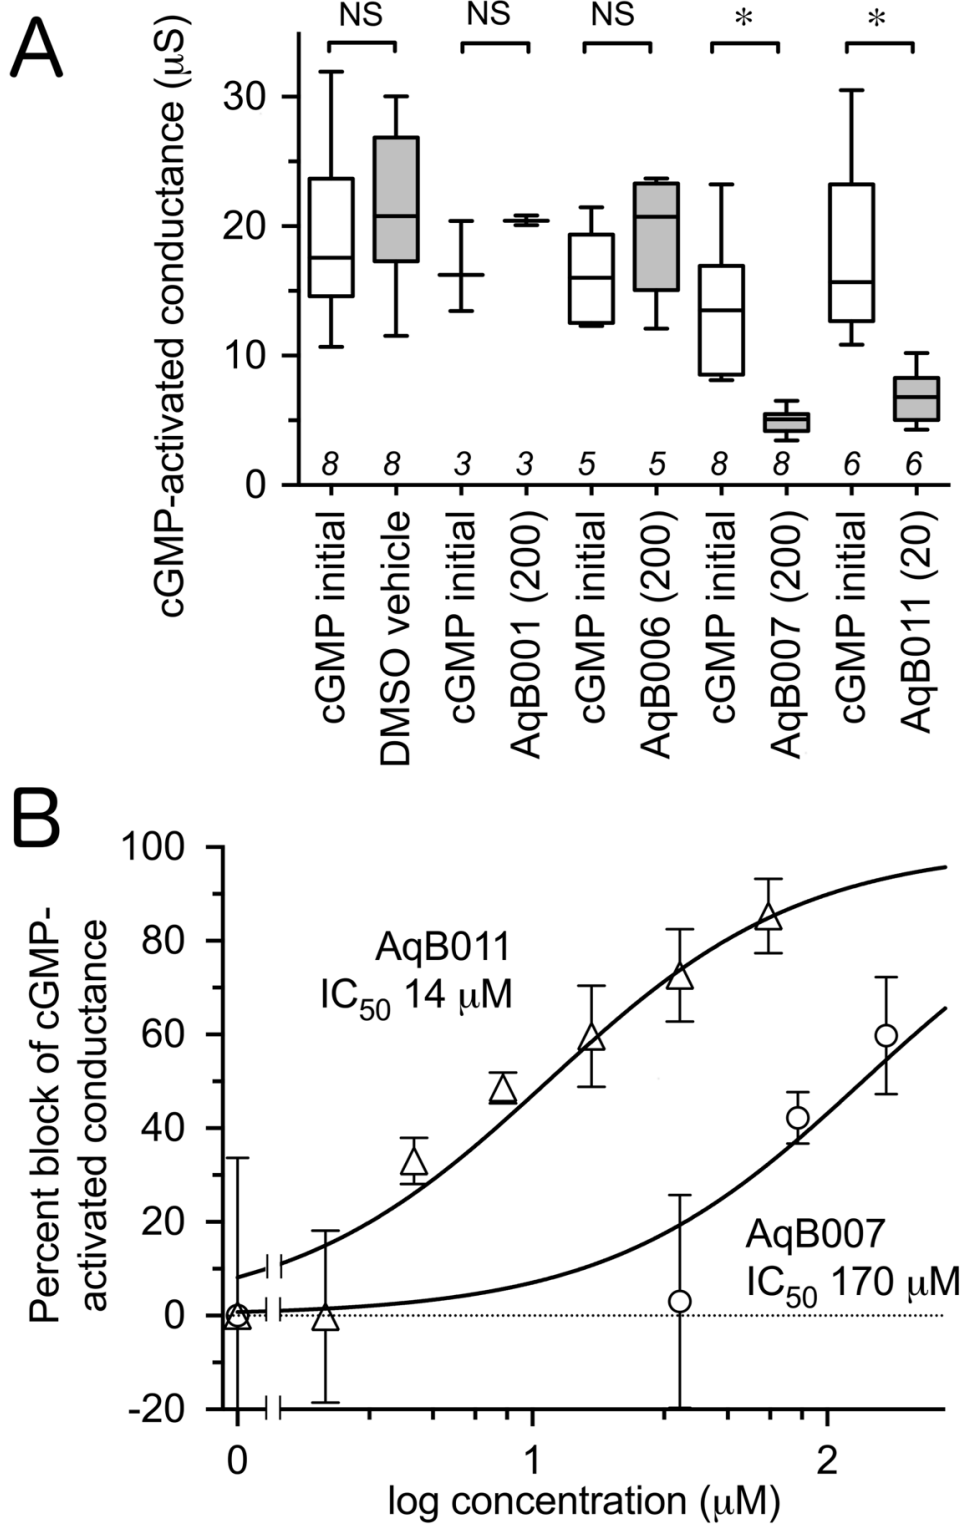 A
NS NS NS * *
cGMP-activated conductance (µS)
30
20
10
0
8 8 3 3 5 5 8 8 6 6
cGMP initial
DMSO vehicle
cGMP initial
AqB001 (200)
cGMP initial
AqB006 (200)
cGMP initial
AqB007 (200)
cGMP initial
AqB011 (20)
B
Percent block of cGMP-
activated conductance
100
80
60
40
20
0
-20
AqB011
IC50 14 µM
AqB007
IC50 170 µM
0 1 2
log concentration (µM)